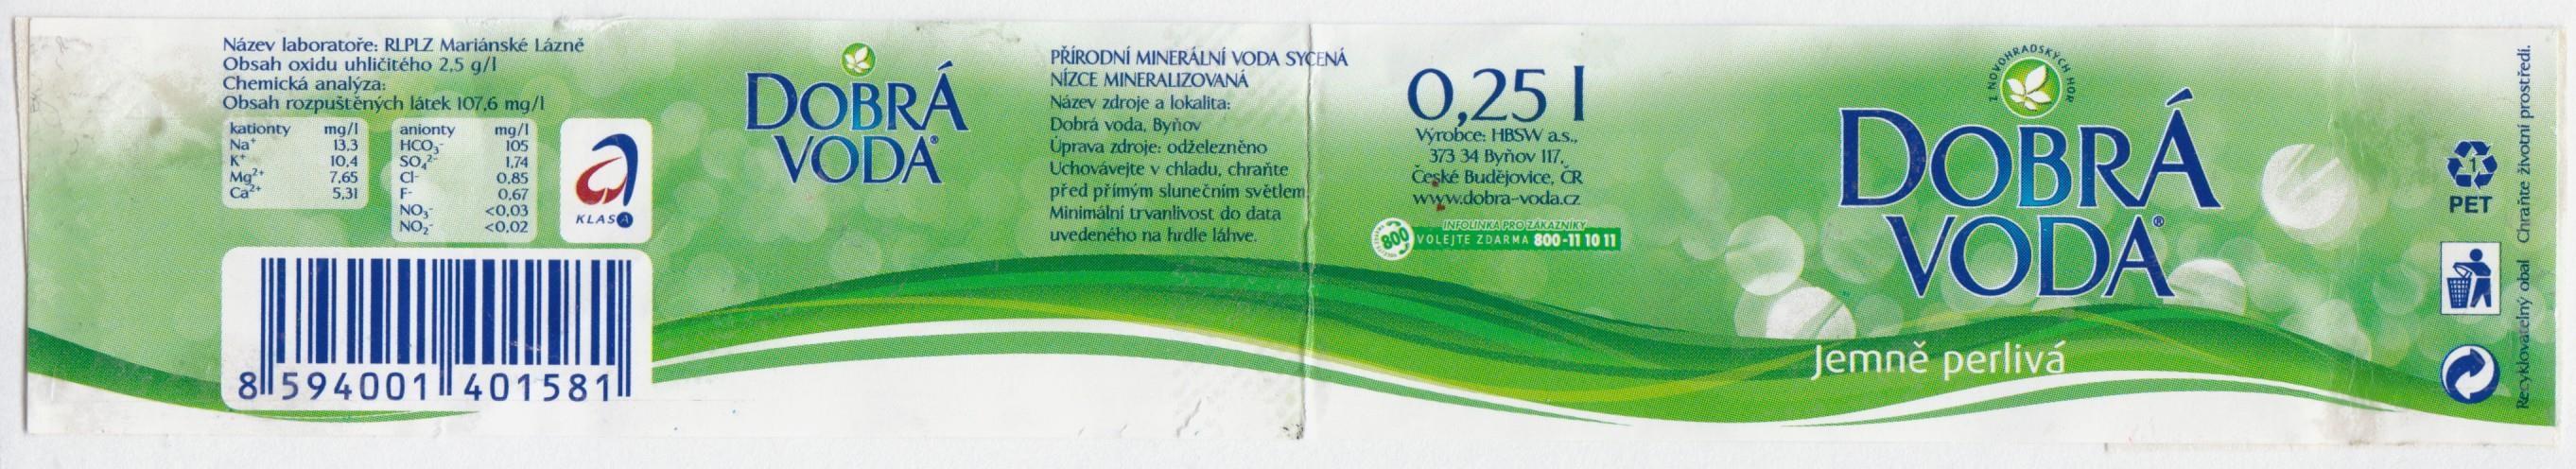 Název laboratoře: RLPLZ Mariánské Lázně
Obsah oxidu uhličitého 2,5 g/l
Chemická analýza:
Obsah rozpuštěných látek 107,6 mg/l
kationty mg/l
Na⁺ 13,3
K⁺ 10,4
Mg²⁺ 7,65
Ca²⁺ 5,31
anionty mg/l
HCO₃⁻ 105
SO₄²⁻ 1,74
Cl⁻ 0,85
F⁻ 0,67
NO₃⁻ <0,03
NO₂⁻ <0,02
KLASA
8 594001 401581
DOBRÁ
VODA®
PŘÍRODNÍ MINERÁLNÍ VODA SYCENÁ
NÍZCE MINERALIZOVANÁ
Název zdroje a lokalita:
Dobrá voda, Byňov
Úprava zdroje: odželezněno
Uchovávejte v chladu, chraňte
před přímým slunečním světlem
Minimální trvanlivost do data
uvedeného na hrdle láhve.
0,25 l
Výrobce: HBSW a.s.,
373 34 Byňov 117,
České Budějovice, ČR
www.dobra-voda.cz
800
INFOLINKA PRO ZÁKAZNÍKY
VOLEJTE ZDARMA 800-11 10 11
Z NOVOHRADSKÝCH HOR
DOBRÁ
VODA®
Jemně perlivá
1
PET
Recyklovatelný obal Chraňte životní prostředí.